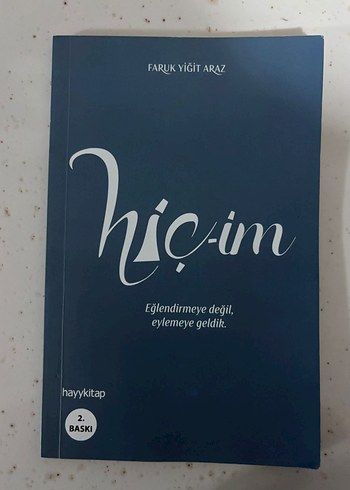 FARUK YİĞİT ARAZ
hiç-im
Eğlendirmeye değil,
eylemeye geldik.
hayykitap
2.
BASKI